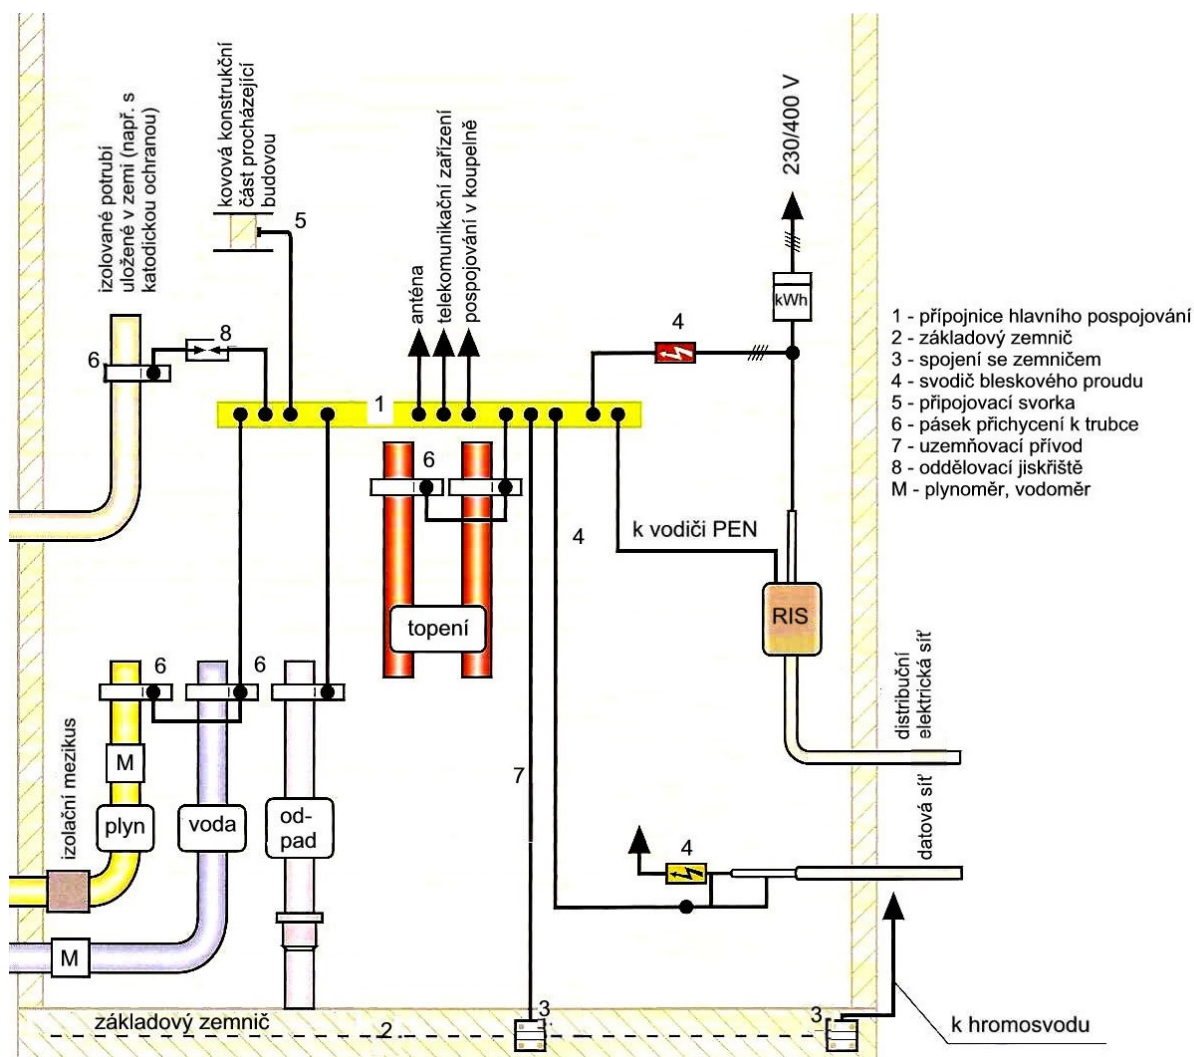 izolované potrubí
uložené v zemi (např. s
katodickou ochranou)
kovová konstrukční
část procházející
budovou
5
anténa
telekomunikační zařízení
pospojování v koupelně
230/400 V
kWh
4
8
6
1
1 - přípojnice hlavního pospojování
2 - základový zemnič
3 - spojení se zemničem
4 - svodič bleskového proudu
5 - připojovací svorka
6 - pásek přichycení k trubce
7 - uzemňovací přívod
8 - oddělovací jiskřiště
M - plynoměr, vodoměr
6
4
k vodiči PEN
topení
RIS
6
6
distribuční
elektrická síť
izolační mezikus
M
7
plyn
voda
od-
pad
datová síť
4
M
základový zemnič
2
3
3
k hromosvodu